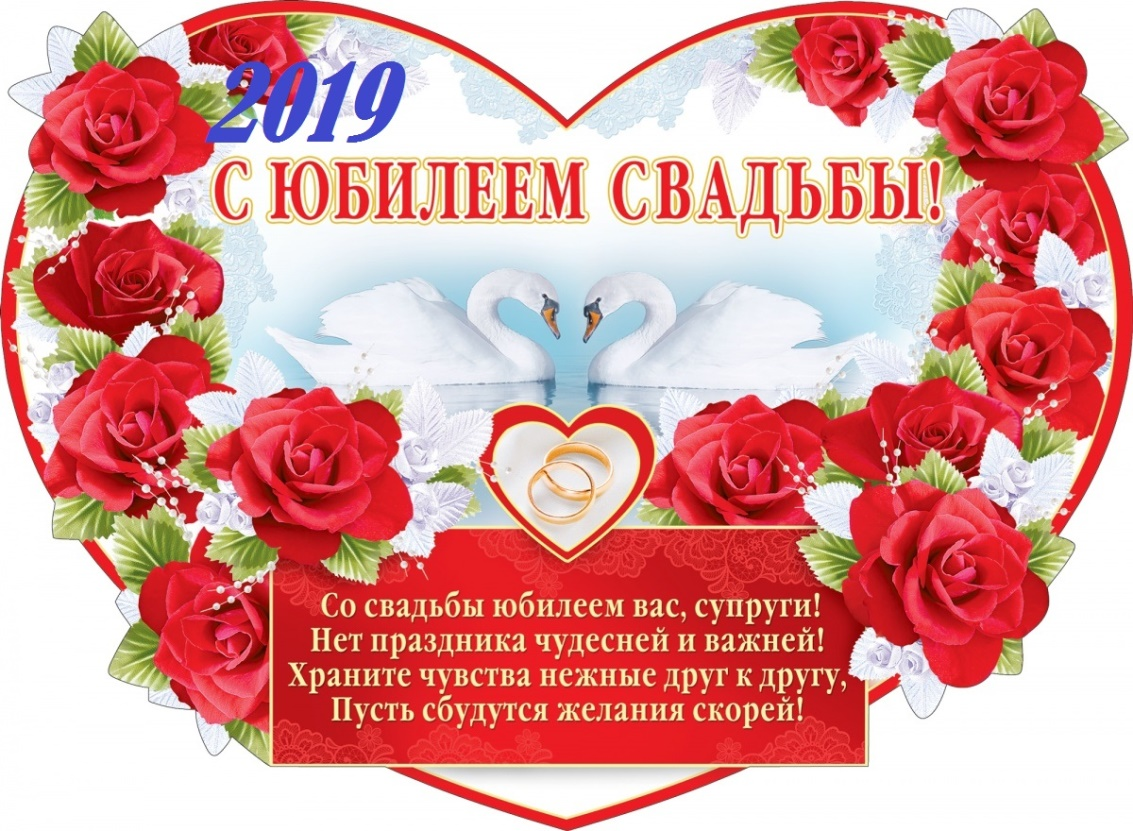 2019
С ЮБИЛЕЕМ СВАДЬБЫ!
Со свадьбы юбилеем вас, супруги!
Нет праздника чудесней и важней!
Храните чувства нежные друг к другу,
Пусть сбудутся желания скорей!